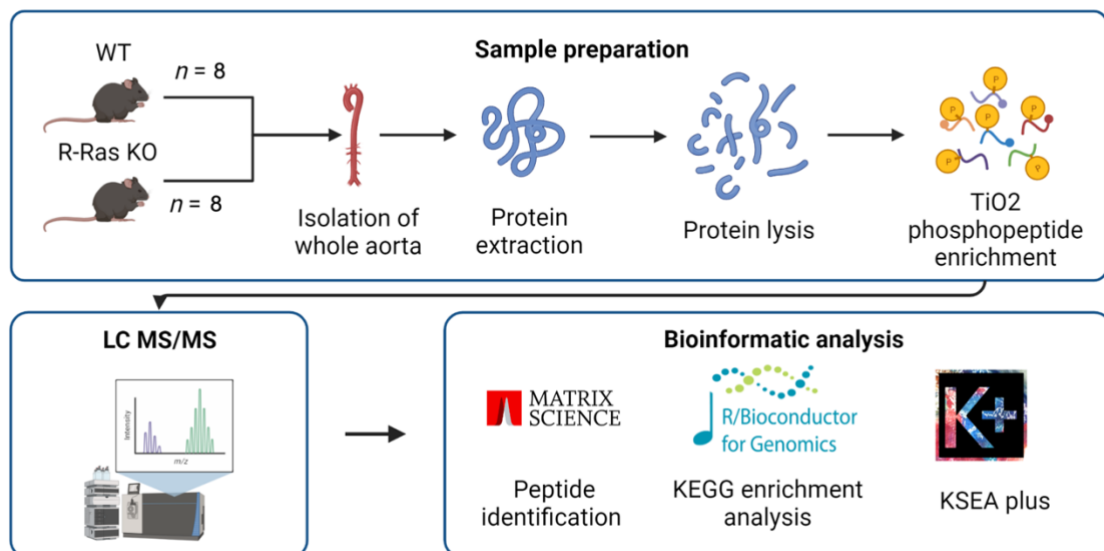 Sample preparation
WT
n = 8
R-Ras KO
n = 8
Isolation of
whole aorta
Protein
extraction
Protein lysis
P
P
P
P
P
P
TiO2
phosphopeptide
enrichment
LC MS/MS
Intensity
m/z
Bioinformatic analysis
MATRIX
SCIENCE
R/Bioconductor
for Genomics
K+
Peptide
identification
KEGG enrichment
analysis
KSEA plus